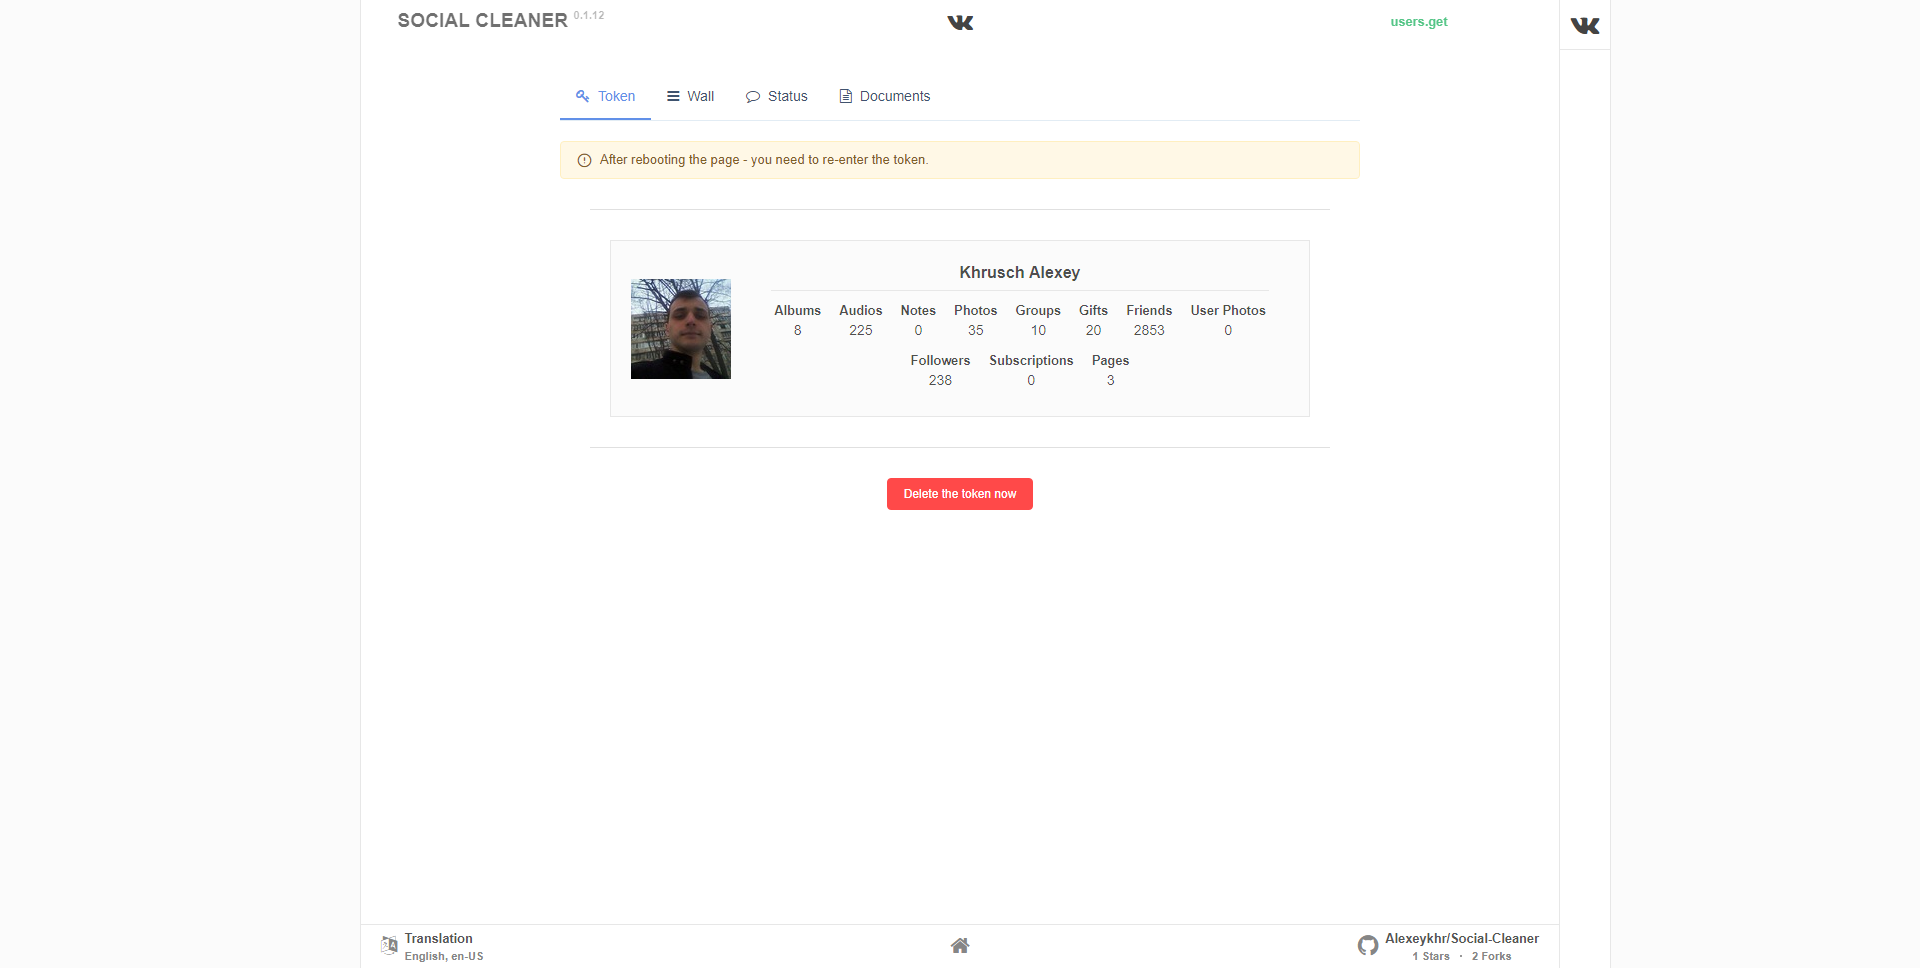 SOCIAL CLEANER 0.1.12
users.get
Token Wall Status Documents
After rebooting the page - you need to re-enter the token.
Khrusch Alexey
Albums Audios Notes Photos Groups Gifts Friends User Photos
8 225 0 35 10 20 2853 0
Followers Subscriptions Pages
238 0 3
Delete the token now
Translation
English, en-US
Alexeykhr/Social-Cleaner
1 Stars · 2 Forks